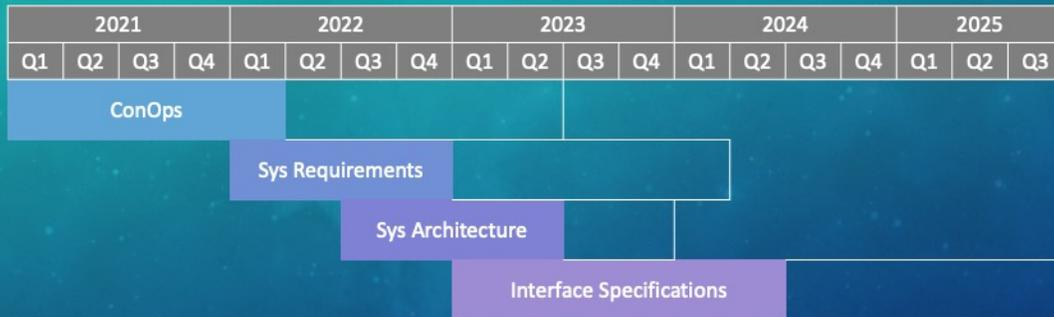 2021 2022 2023 2024 2025
Q1 Q2 Q3 Q4 Q1 Q2 Q3 Q4 Q1 Q2 Q3 Q4 Q1 Q2 Q3 Q4 Q1 Q2 Q3
ConOps
Sys Requirements
Sys Architecture
Interface Specifications